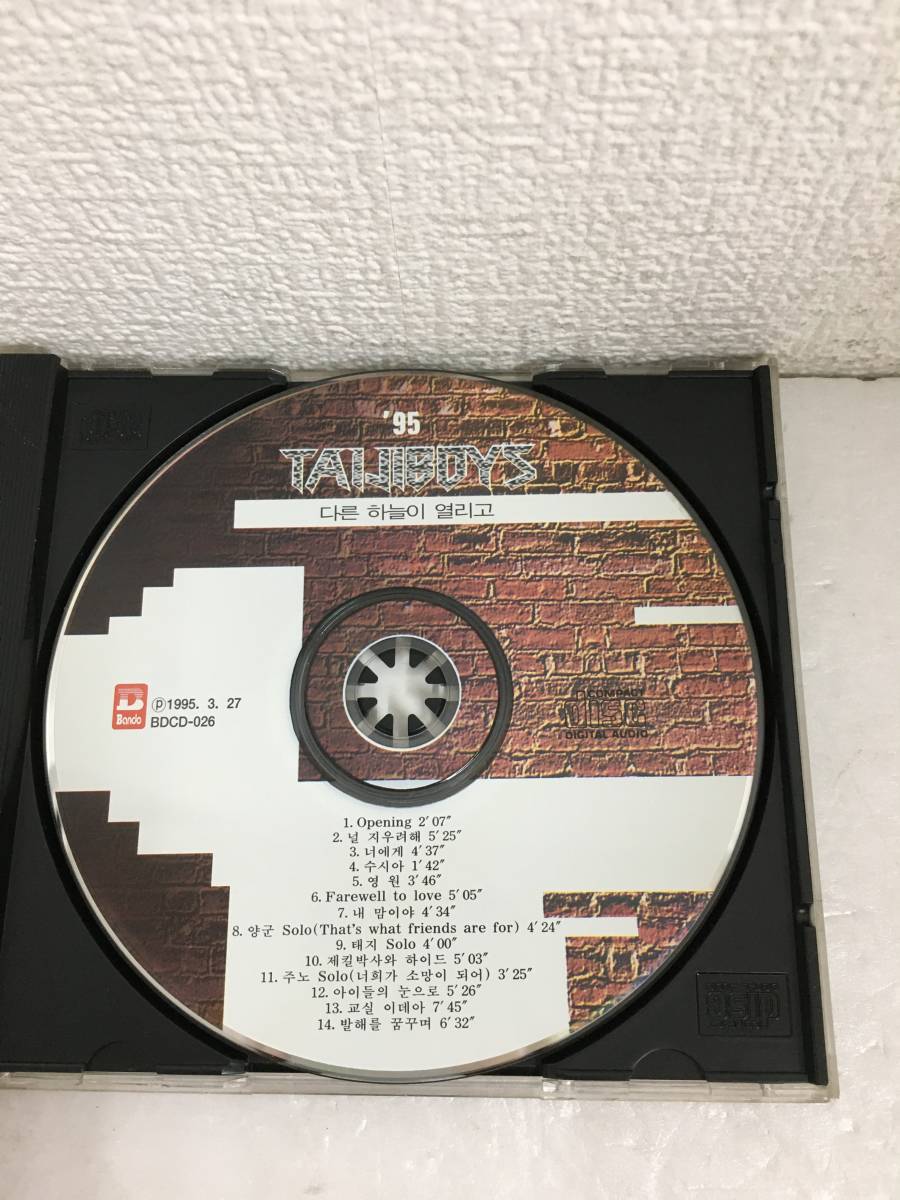 '95
TAIJIBOYS
다른 하늘이 열리고
Bando
Ⓟ1995. 3. 27
BDCD-026
COMPACT
DISC
DIGITAL AUDIO
1. Opening 2′07″
2. 널 지우려해 5′25″
3. 너에게 4′37″
4. 수시아 1′42″
5. 영 원 3′46″
6. Farewell to love 5′05″
7. 내 맘이야 4′34″
8. 양군 Solo(That's what friends are for) 4′24″
9. 태지 Solo 4′00″
10. 제킬박사와 하이드 5′03″
11. 주노 Solo(너희가 소망이 되어) 3′25″
12. 아이들의 눈으로 5′26″
13. 교실 이데아 7′45″
14. 발해를 꿈꾸며 6′32″